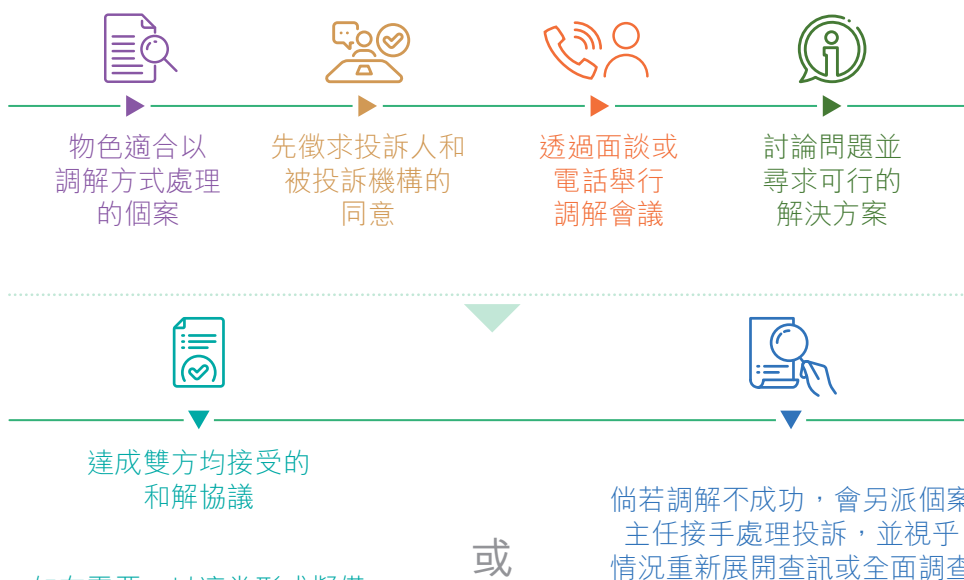 物色適合以
調解方式處理
的個案
先徵求投訴人和
被投訴機構的
同意
透過面談或
電話舉行
調解會議
討論問題並
尋求可行的
解決方案
達成雙方均接受的
和解協議
或
倘若調解不成功，會另派個案
主任接手處理投訴，並視乎
情況重新展開查訊或全面調查